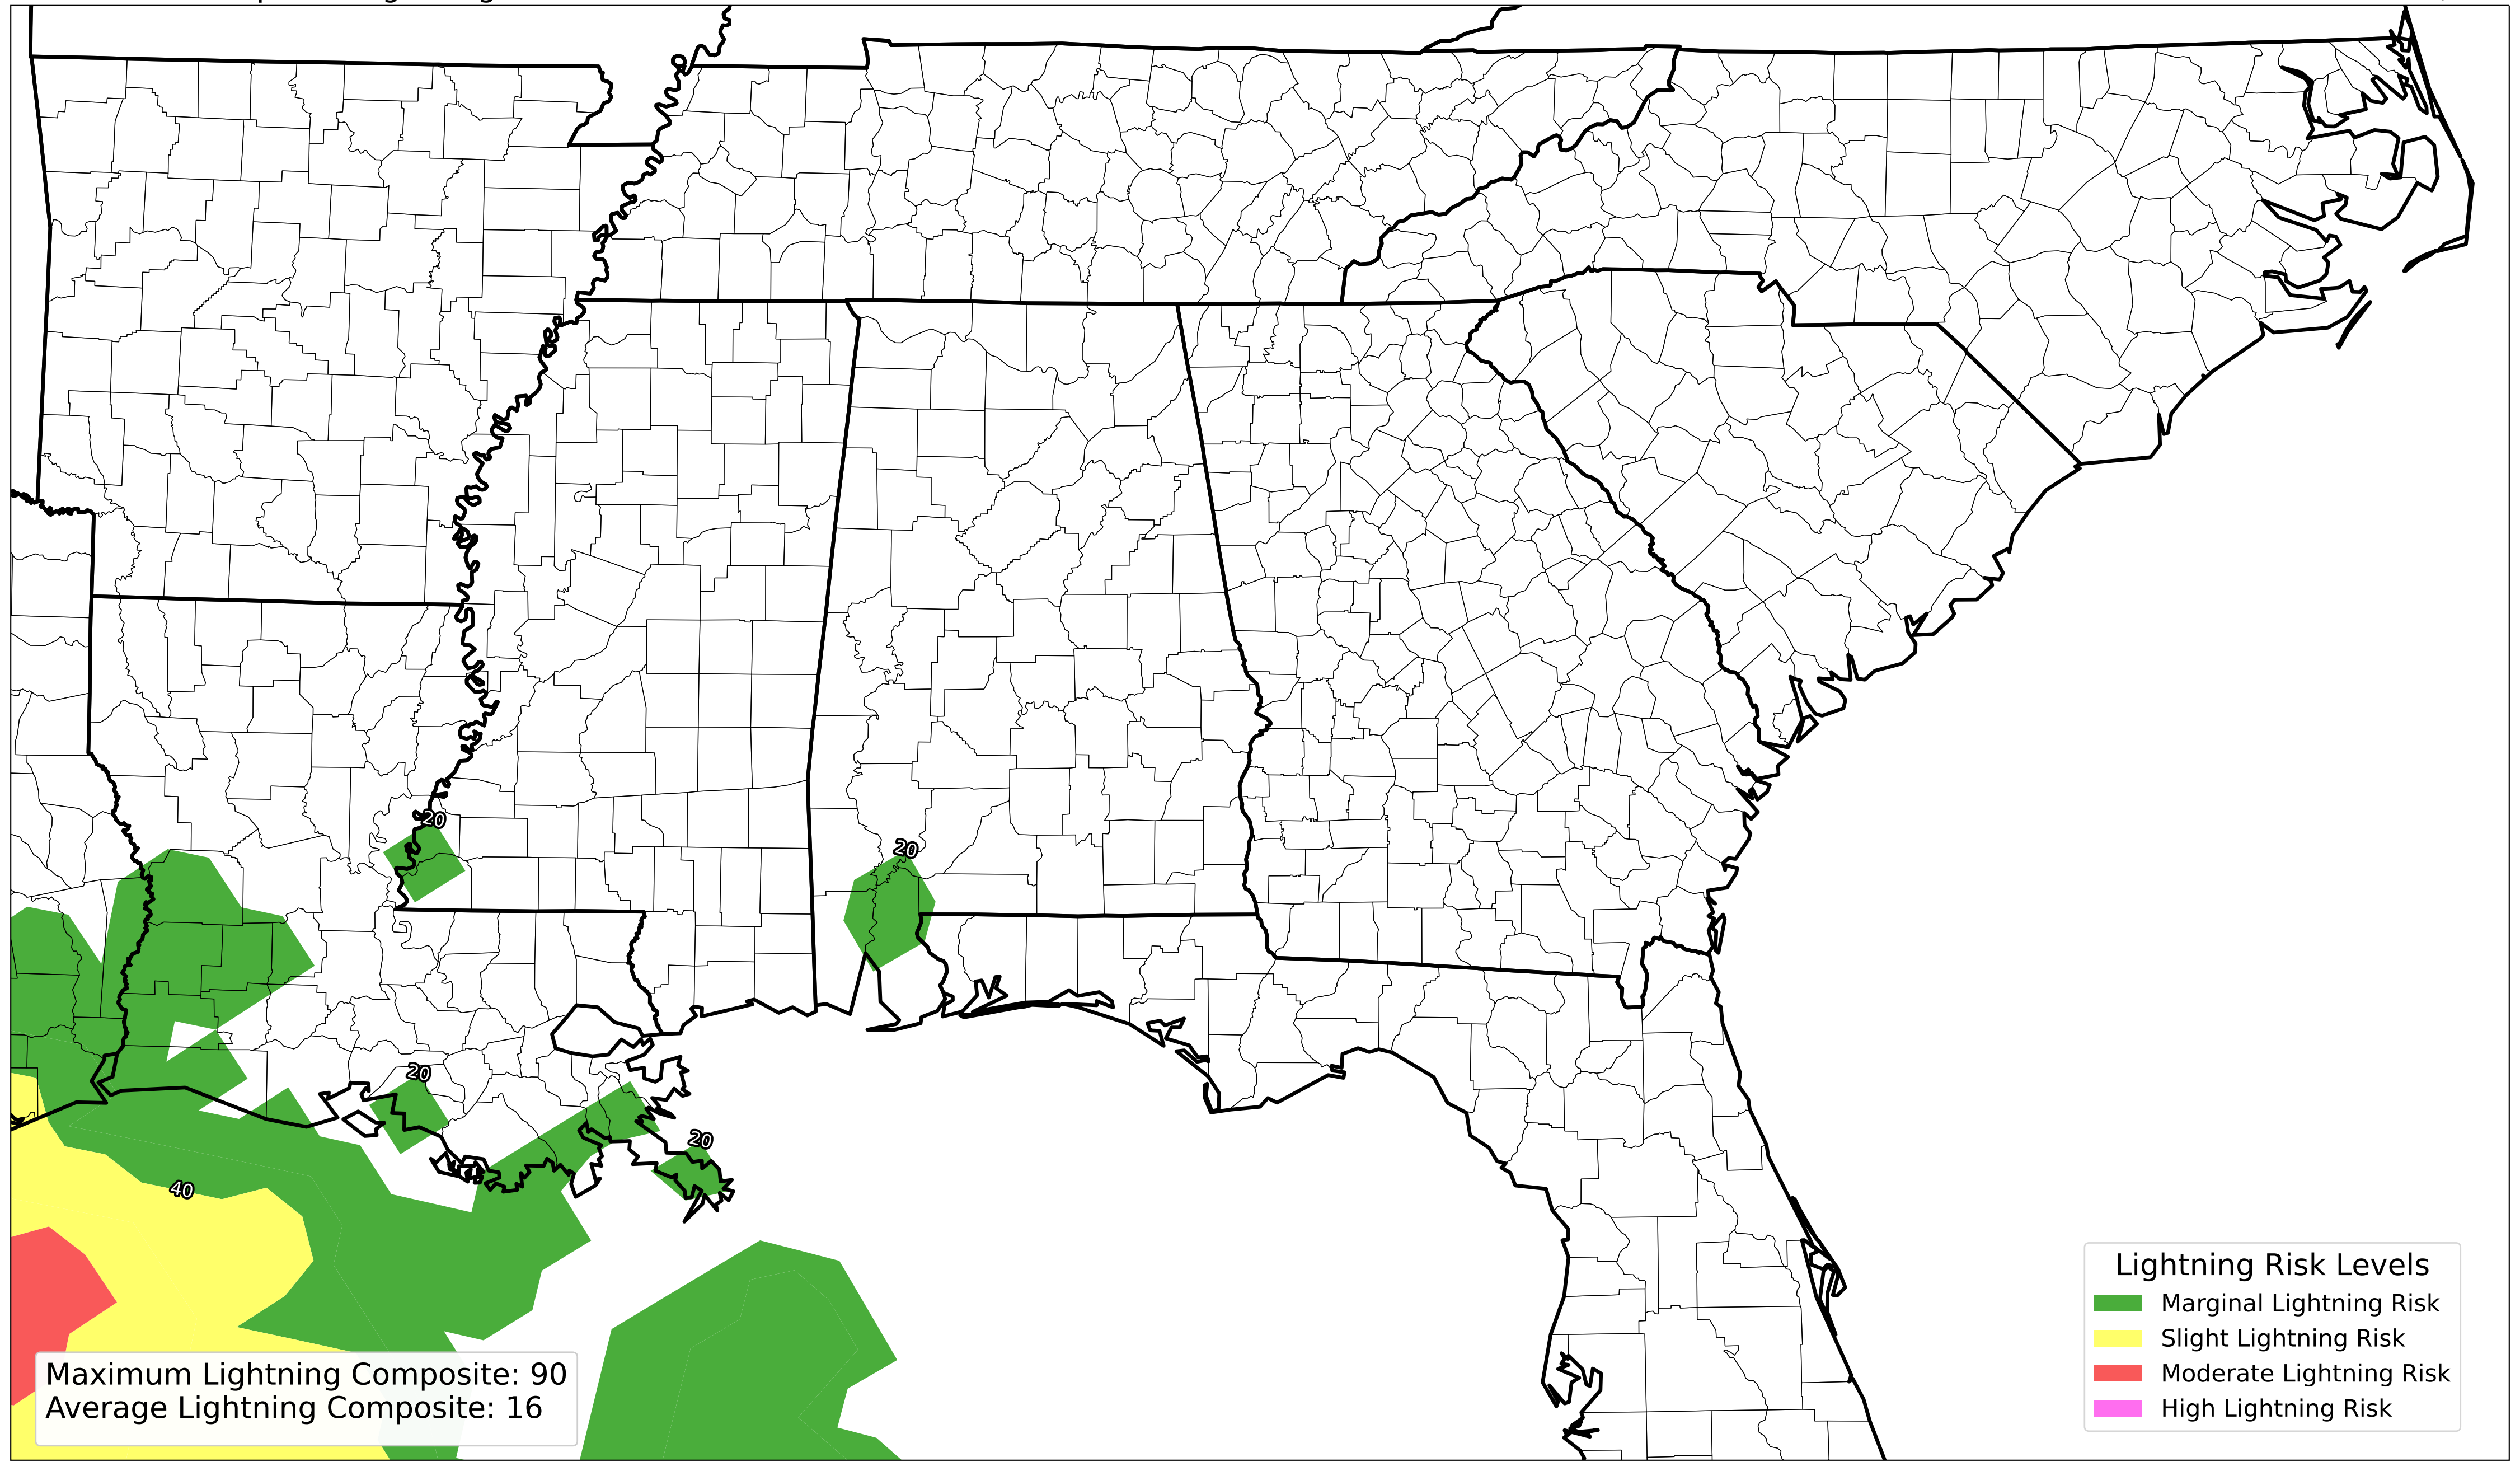 20
20
20
20
40
Lightning Risk Levels
Marginal Lightning Risk
Slight Lightning Risk
Moderate Lightning Risk
High Lightning Risk
Maximum Lightning Composite: 90
Average Lightning Composite: 16